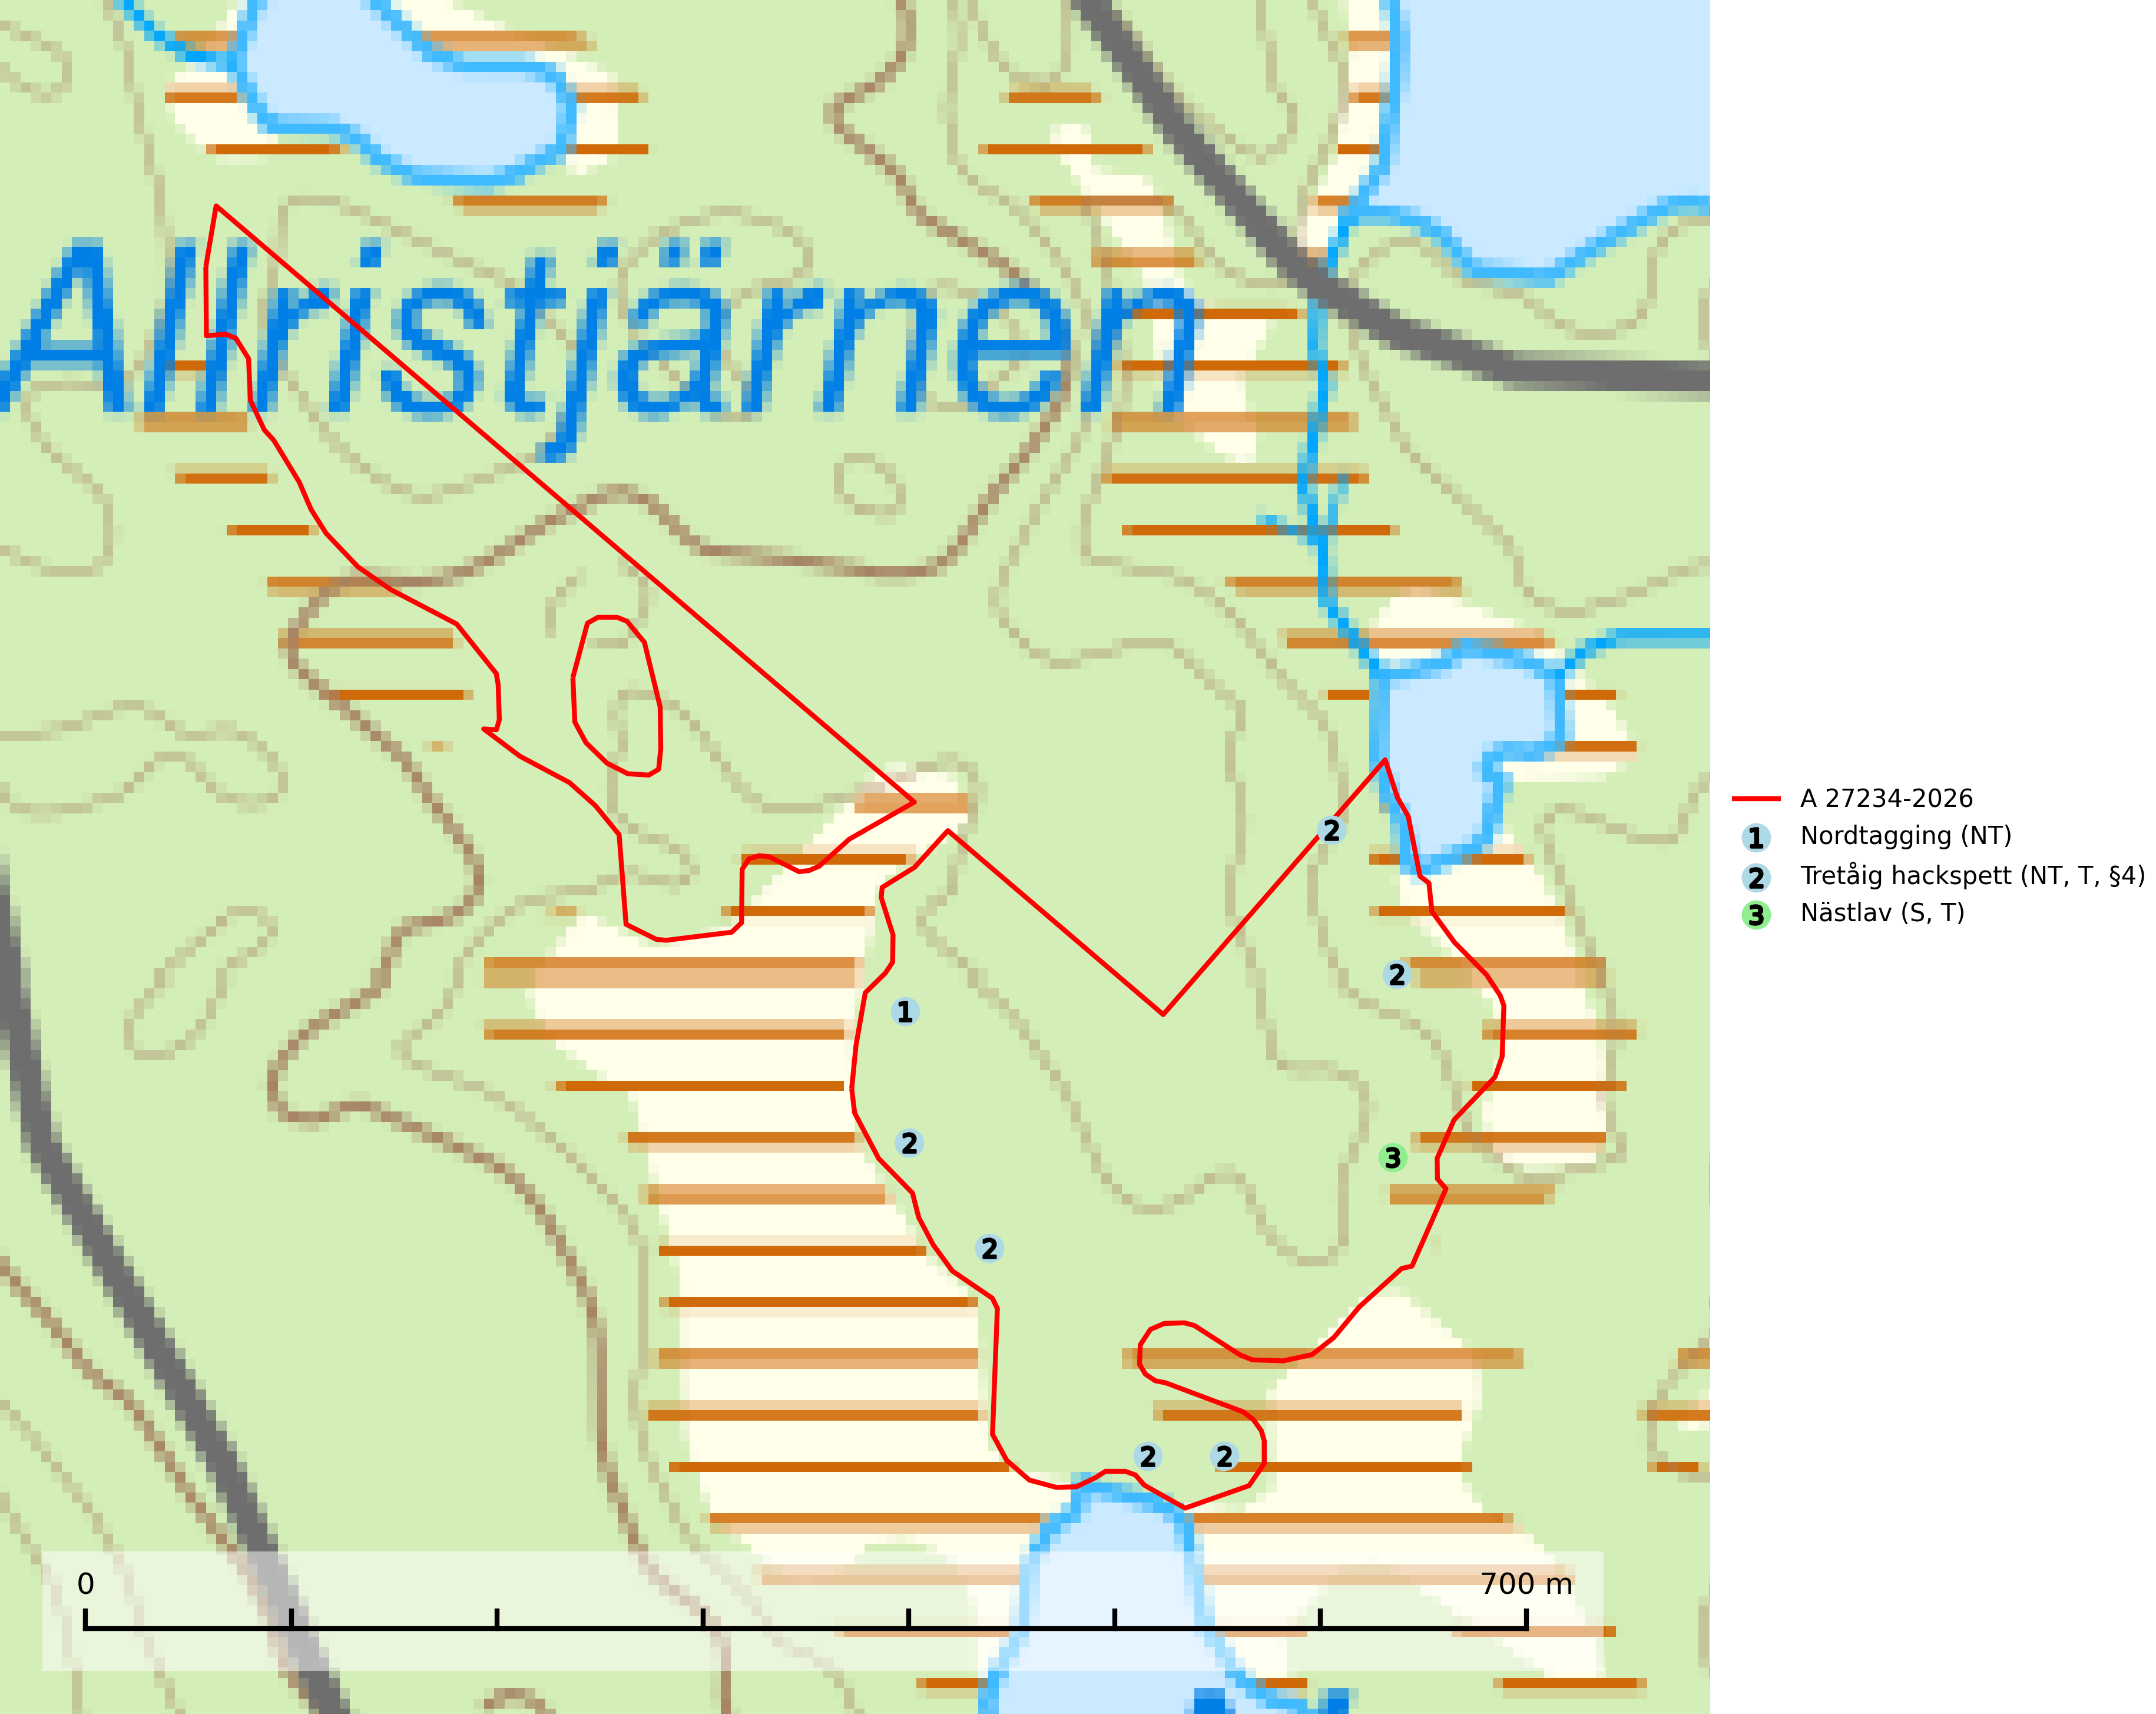 Allristjärnen
2
2
1
2
3
2
2
2
0
700 m
A 27234-2026
1 Nordtagging (NT)
2 Tretåig hackspett (NT, T, §4)
3 Nästlav (S, T)